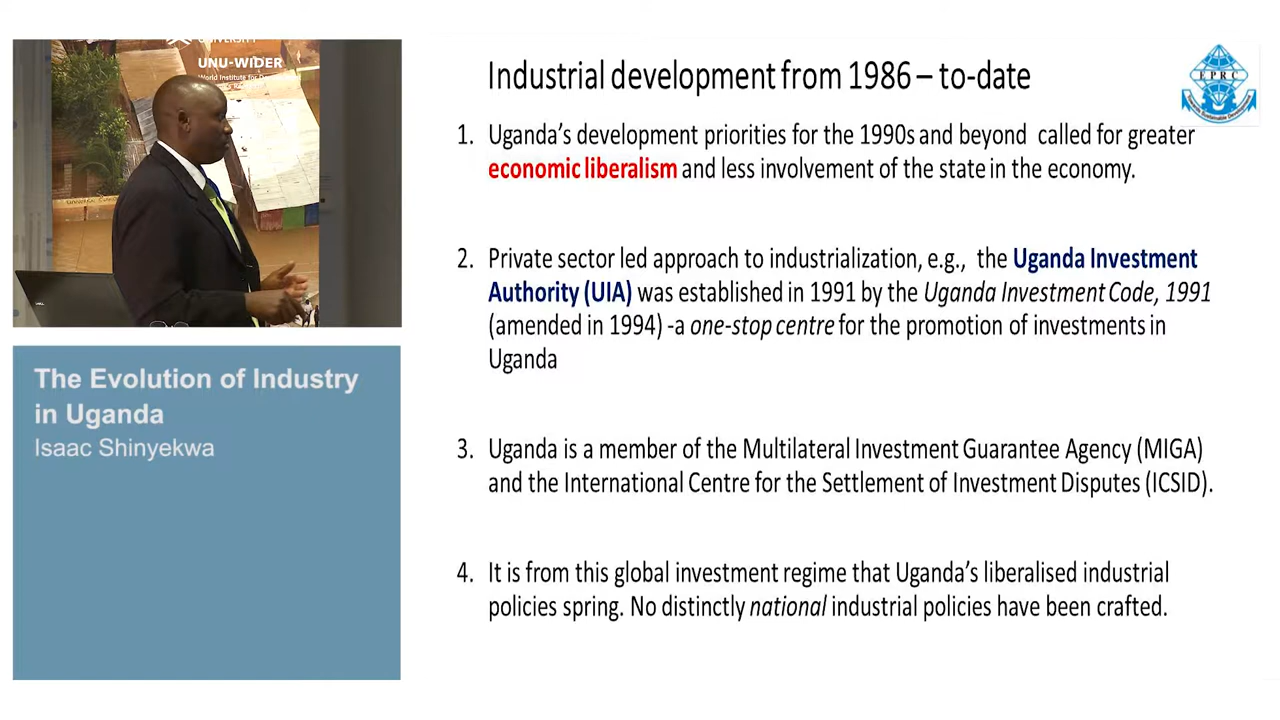 UNIVERSITY
UNU-WIDER
World Institute for
DELL
The Evolution of Industry
in Uganda
Isaac Shinyekwa
Industrial development from 1986 – to-date
EPRC
1. Uganda’s development priorities for the 1990s and beyond called for greater
economic liberalism and less involvement of the state in the economy.
2. Private sector led approach to industrialization, e.g., the Uganda Investment
Authority (UIA) was established in 1991 by the Uganda Investment Code, 1991
(amended in 1994) -a one-stop centre for the promotion of investments in
Uganda
3. Uganda is a member of the Multilateral Investment Guarantee Agency (MIGA)
and the International Centre for the Settlement of Investment Disputes (ICSID).
4. It is from this global investment regime that Uganda’s liberalised industrial
policies spring. No distinctly national industrial policies have been crafted.